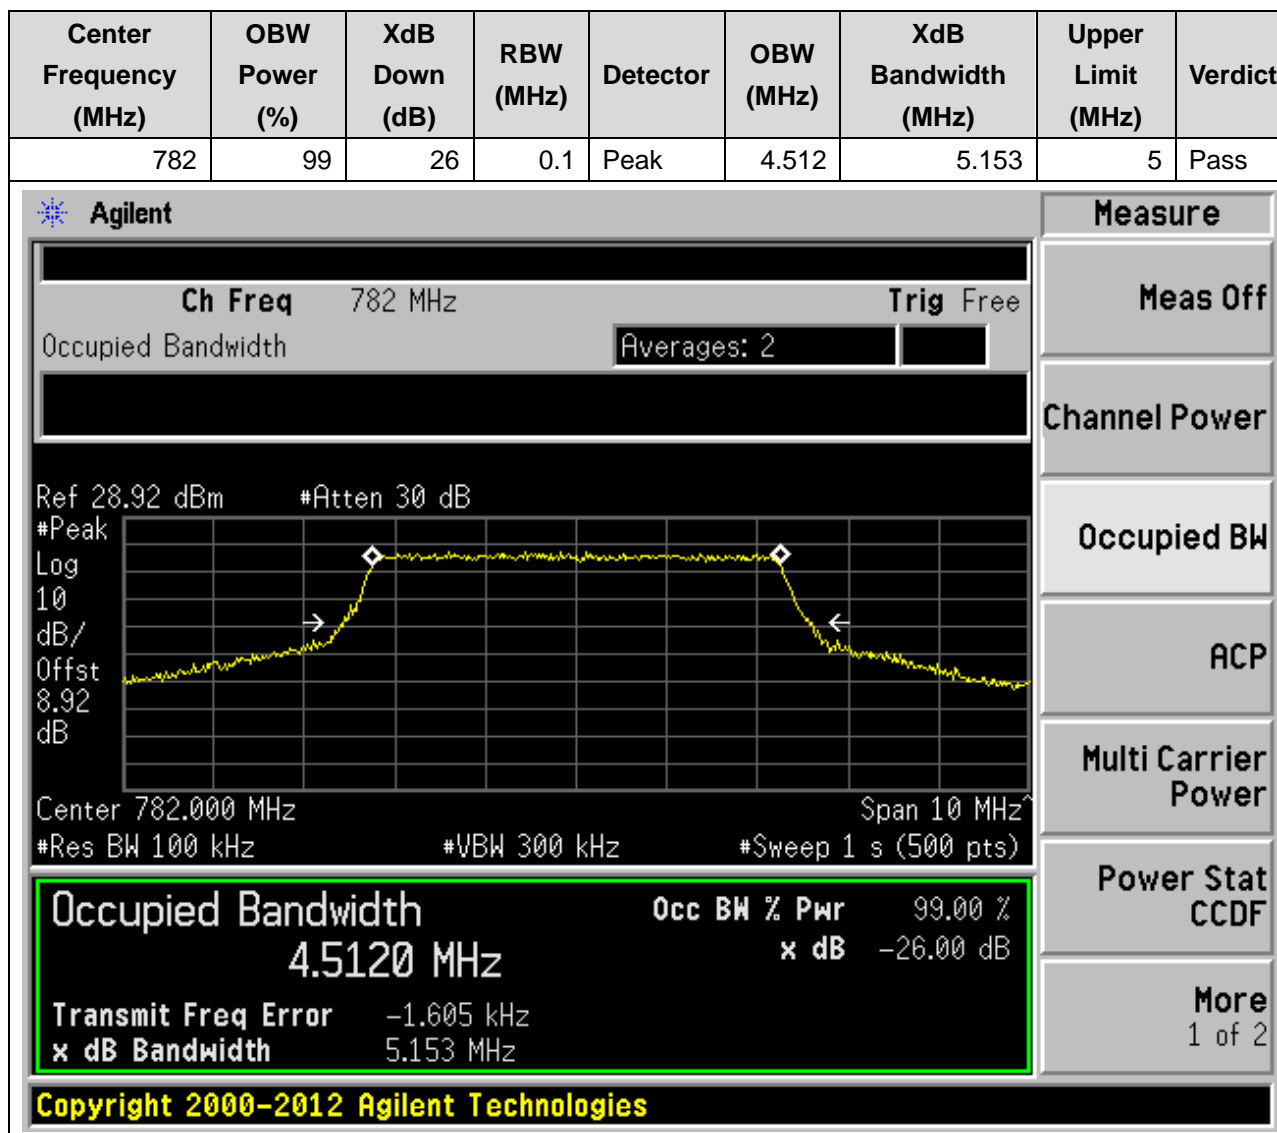 Center Frequency (MHz) OBW Power (%) XdB Down (dB) RBW (MHz) Detector OBW (MHz) XdB Bandwidth (MHz) Upper Limit (MHz) Verdict
782 99 26 0.1 Peak 4.512 5.153 5 Pass
Agilent
Measure
Ch Freq 782 MHz Trig Free
Meas Off
Occupied Bandwidth Averages: 2
Channel Power
Ref 28.92 dBm #Atten 30 dB
#Peak
Log
10
dB/
Offst
8.92
dB
Occupied BW
ACP
Multi Carrier
Power
Center 782.000 MHz Span 10 MHz^
#Res BW 100 kHz #VBW 300 kHz #Sweep 1 s (500 pts)
Power Stat
CCDF
Occupied Bandwidth Occ BW % Pwr 99.00 %
4.5120 MHz x dB -26.00 dB
Transmit Freq Error -1.605 kHz
x dB Bandwidth 5.153 MHz
More
1 of 2
Copyright 2000-2012 Agilent Technologies